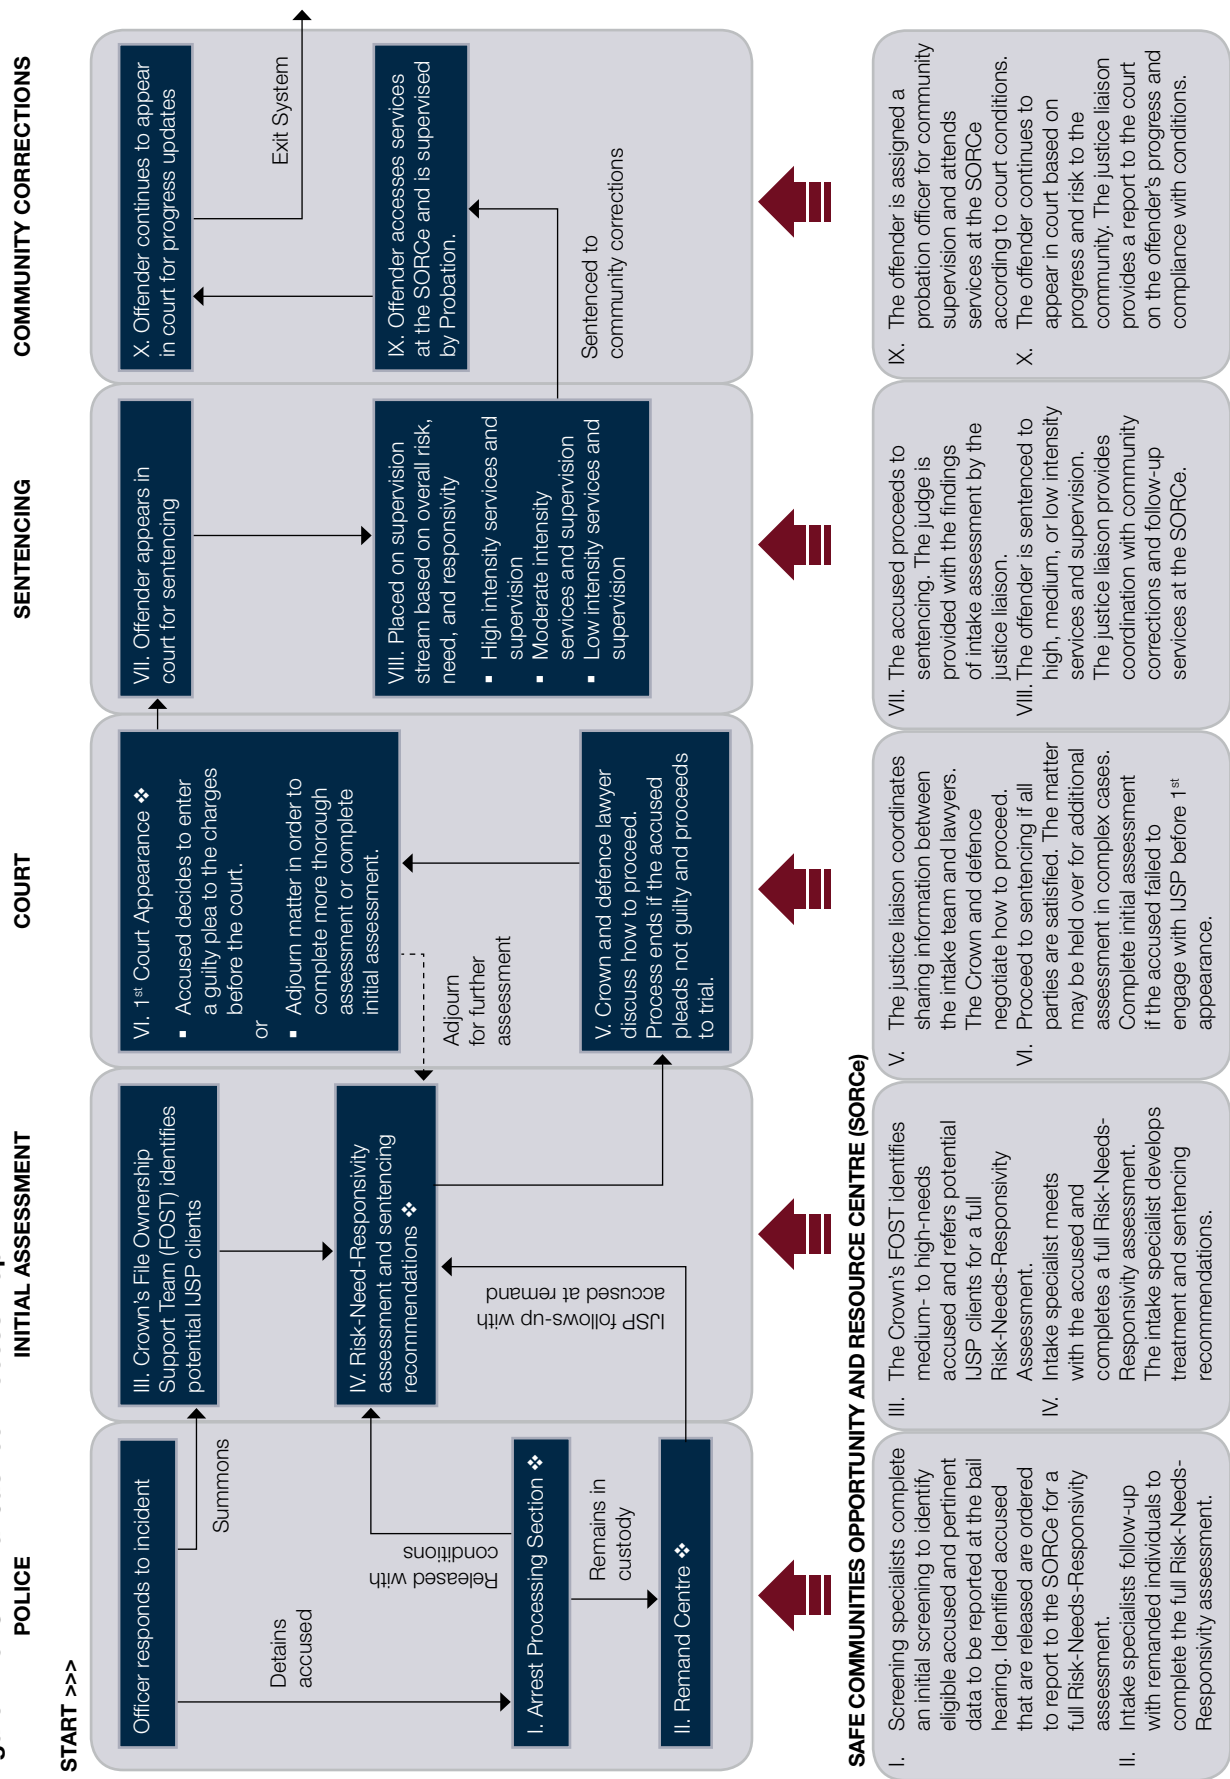 POLICE
INITIAL ASSESSMENT
COURT
SENTENCING
COMMUNITY CORRECTIONS
START >>>
Officer responds to incident
Summons
Detains
accused
I. Arrest Processing Section ❖
Released with
conditions
Remains in
custody
II. Remand Centre ❖
III. Crown's File Ownership
Support Team (FOST) identifies
potential IJSP clients
IV. Risk-Need-Responsivity
assessment and sentencing
recommendations ❖
IJSP follows-up with
accused at remand
VI. 1st Court Appearance ❖
▪ Accused decides to enter
a guilty plea to the charges
before the court.
or
▪ Adjourn matter in order to
complete more thorough
assessment or complete
initial assessment.
Adjourn
for further
assessment
V. Crown and defence lawyer
discuss how to proceed.
Process ends if the accused
pleads not guilty and proceeds
to trial.
VII. Offender appears in
court for sentencing
VIII. Placed on supervision
stream based on overall risk,
need, and responsivity
▪ High intensity services and
supervision
▪ Moderate intensity
services and supervision
▪ Low intensity services and
supervision
Sentenced to
community corrections
X. Offender continues to appear
in court for progress updates
Exit System
IX. Offender accesses services
at the SORCe and is supervised
by Probation.
SAFE COMMUNITIES OPPORTUNITY AND RESOURCE CENTRE (SORCe)
I. Screening specialists complete
an initial screening to identify
eligible accused and pertinent
data to be reported at the bail
hearing. Identified accused
that are released are ordered
to report to the SORCe for a
full Risk-Needs-Responsivity
assessment.
II. Intake specialists follow-up
with remanded individuals to
complete the full Risk-Needs-
Responsivity assessment.
III. The Crown's FOST identifies
medium- to high-needs
accused and refers potential
IJSP clients for a full
Risk-Needs-Responsivity
Assessment.
IV. Intake specialist meets
with the accused and
completes a full Risk-Needs-
Responsivity assessment.
The intake specialist develops
treatment and sentencing
recommendations.
V. The justice liaison coordinates
sharing information between
the intake team and lawyers.
The Crown and defence
negotiate how to proceed.
VI. Proceed to sentencing if all
parties are satisfied. The matter
may be held over for additional
assessment in complex cases.
Complete initial assessment
if the accused failed to
engage with IJSP before 1st
appearance.
VII. The accused proceeds to
sentencing. The judge is
provided with the findings
of intake assessment by the
justice liaison.
VIII. The offender is sentenced to
high, medium, or low intensity
services and supervision.
The justice liaison provides
coordination with community
corrections and follow-up
services at the SORCe.
IX. The offender is assigned a
probation officer for community
supervision and attends
services at the SORCe
according to court conditions.
X. The offender continues to
appear in court based on
progress and risk to the
community. The justice liaison
provides a report to the court
on the offender's progress and
compliance with conditions.